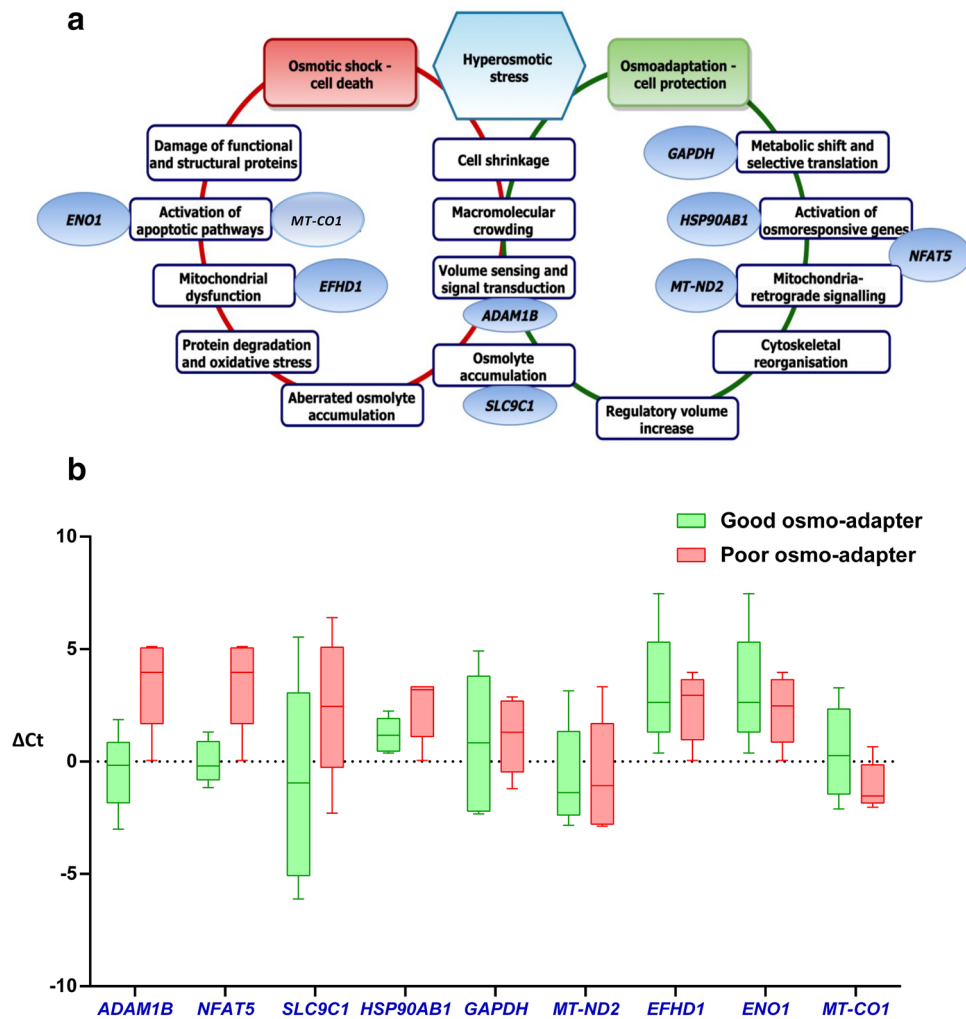 a
Osmotic shock -
cell death
Hyperosmotic
stress
Osmoadaptation -
cell protection
Damage of functional
and structural proteins
Cell shrinkage
GAPDH
Metabolic shift and
selective translation
ENO1
Activation of
apoptotic pathways
MT-CO1
Macromolecular
crowding
HSP90AB1
Activation of
osmoresponsive genes
NFAT5
Mitochondrial
dysfunction
EFHD1
Volume sensing and
signal transduction
MT-ND2
Mitochondria-
retrograde signalling
ADAM1B
Protein degradation
and oxidative stress
Osmolyte
accumulation
Cytoskeletal
reorganisation
Aberrated osmolyte
accumulation
SLC9C1
Regulatory volume
increase
b
Good osmo-adapter
Poor osmo-adapter
10
5
0
-5
-10
ΔCt
ADAM1B NFAT5 SLC9C1 HSP90AB1 GAPDH MT-ND2 EFHD1 ENO1 MT-CO1